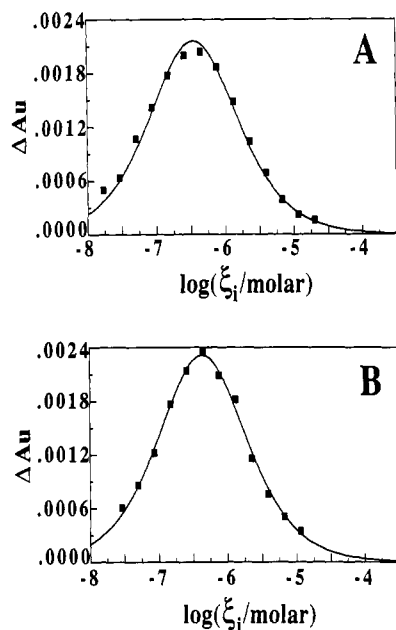 A
ΔAu
.0024
.0018
.0012
.0006
.0000
-8 -7 -6 -5 -4
log(ξi/molar)
B
ΔAu
.0024
.0018
.0012
.0006
.0000
-8 -7 -6 -5 -4
log(ξi/molar)